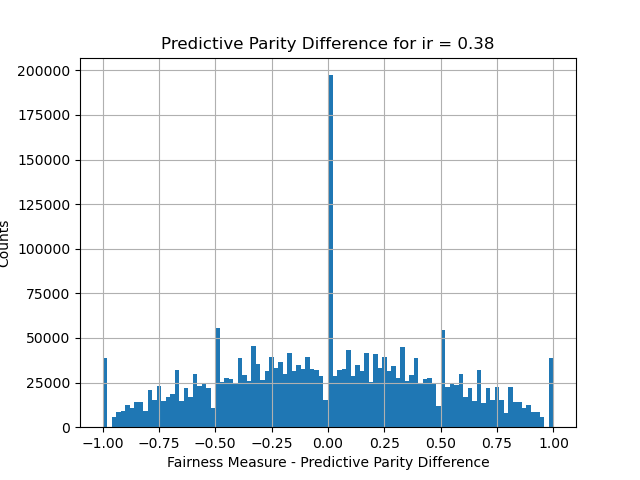 Predictive Parity Difference for ir = 0.38
200000
175000
150000
125000
100000
75000
50000
25000
0
Counts
−1.00 −0.75 −0.50 −0.25 0.00 0.25 0.50 0.75 1.00
Fairness Measure - Predictive Parity Difference